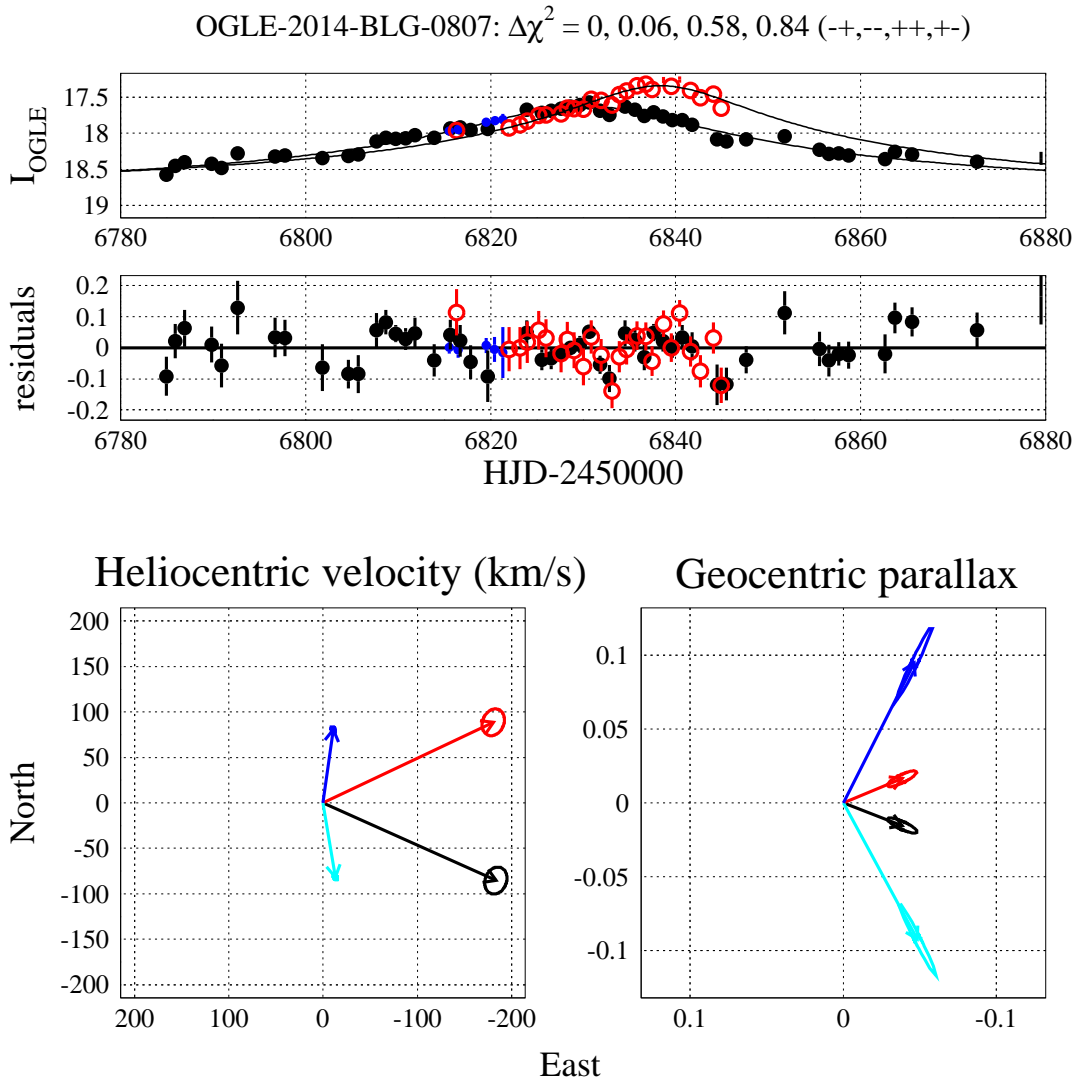 OGLE-2014-BLG-0807: Δχ² = 0, 0.06, 0.58, 0.84 (-+,--,++,+-)
I_OGLE
17.5
18
18.5
19
6780 6800 6820 6840 6860 6880
residuals
0.2
0.1
0
-0.1
-0.2
6780 6800 6820 6840 6860 6880
HJD-2450000
Heliocentric velocity (km/s)
North
200
150
100
50
0
-50
-100
-150
-200
200 100 0 -100 -200
Geocentric parallax
0.1
0.05
0
-0.05
-0.1
0.1 0 -0.1
East